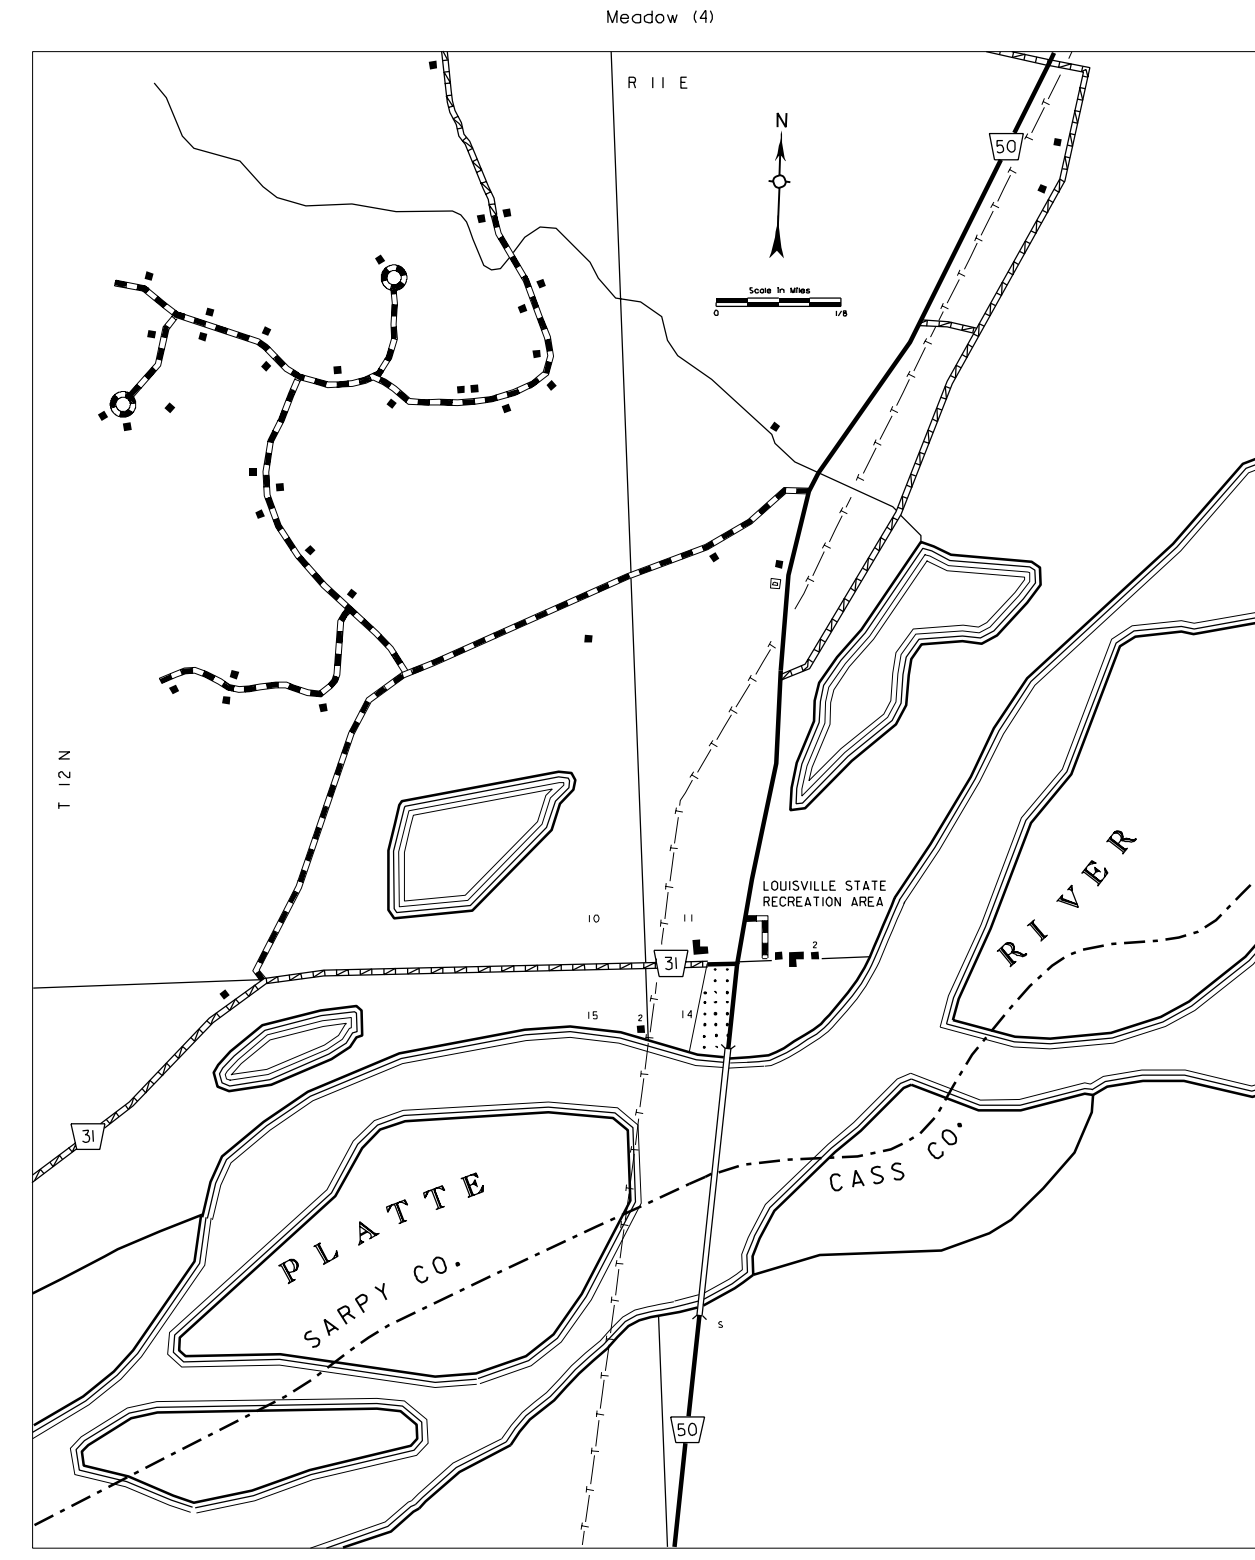 Meadow (4)
R 11 E
N
50
Scale in Miles
0 1/8
D
T 12 N
RIVER
LOUISVILLE STATE
RECREATION AREA
10 11
2
31
15 2 14
31
CASS CO.
PLATTE
SARPY CO.
S
50